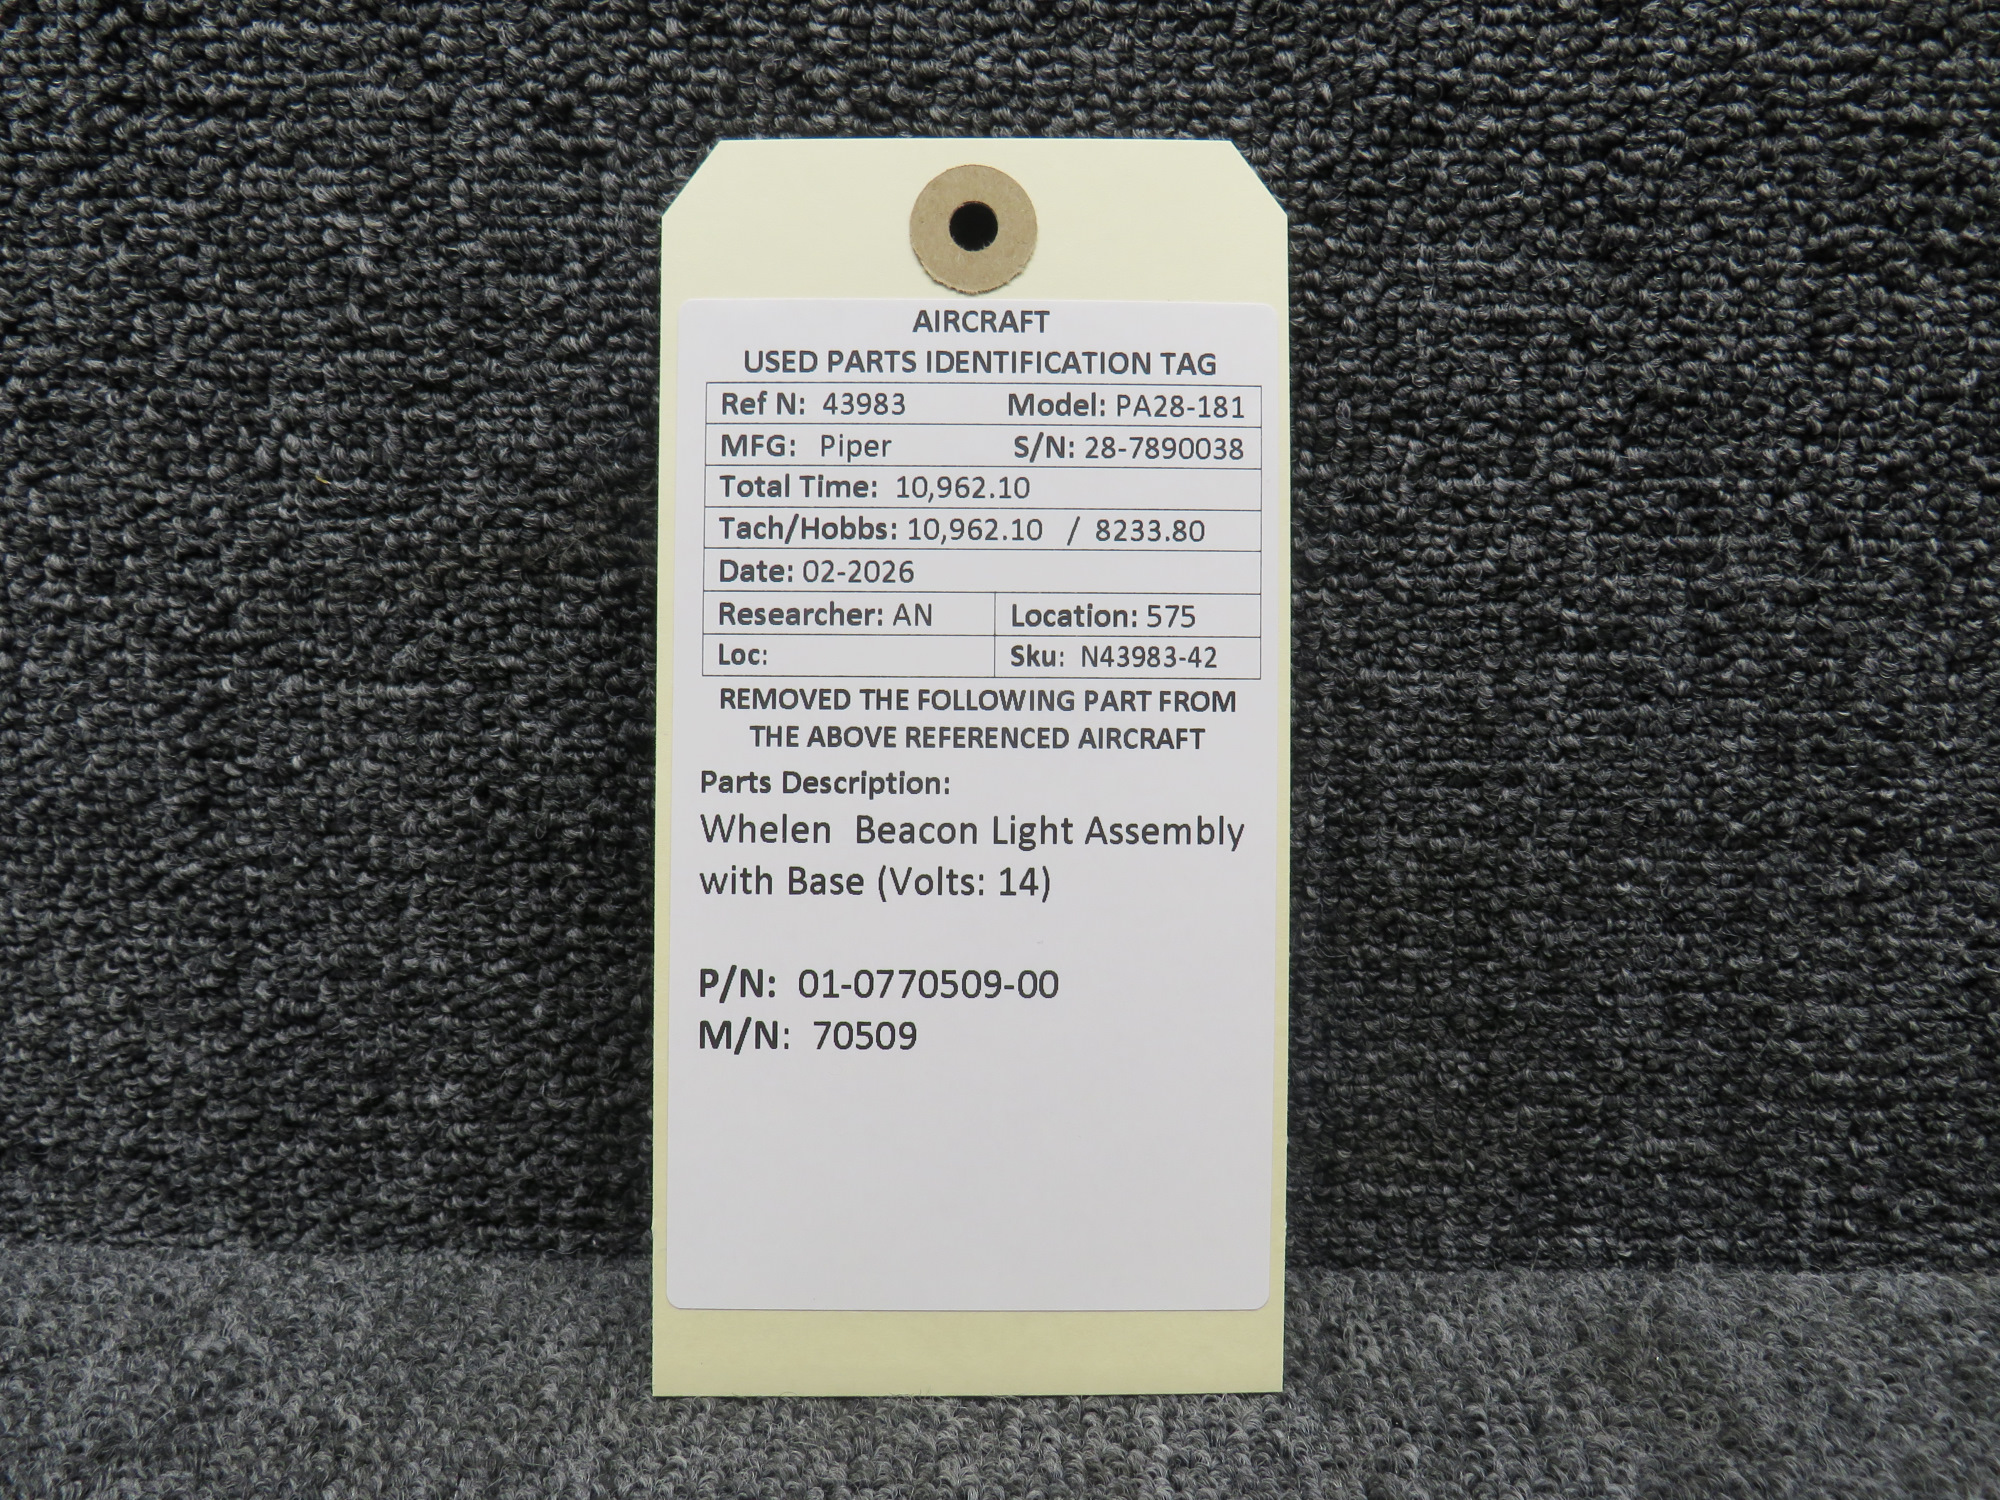 AIRCRAFT
USED PARTS IDENTIFICATION TAG
Ref N: 43983 Model: PA28-181
MFG: Piper S/N: 28-7890038
Total Time: 10,962.10
Tach/Hobbs: 10,962.10 / 8233.80
Date: 02-2026
Researcher: AN Location: 575
Loc: Sku: N43983-42
REMOVED THE FOLLOWING PART FROM
THE ABOVE REFERENCED AIRCRAFT
Parts Description:
Whelen Beacon Light Assembly
with Base (Volts: 14)
P/N: 01-0770509-00
M/N: 70509